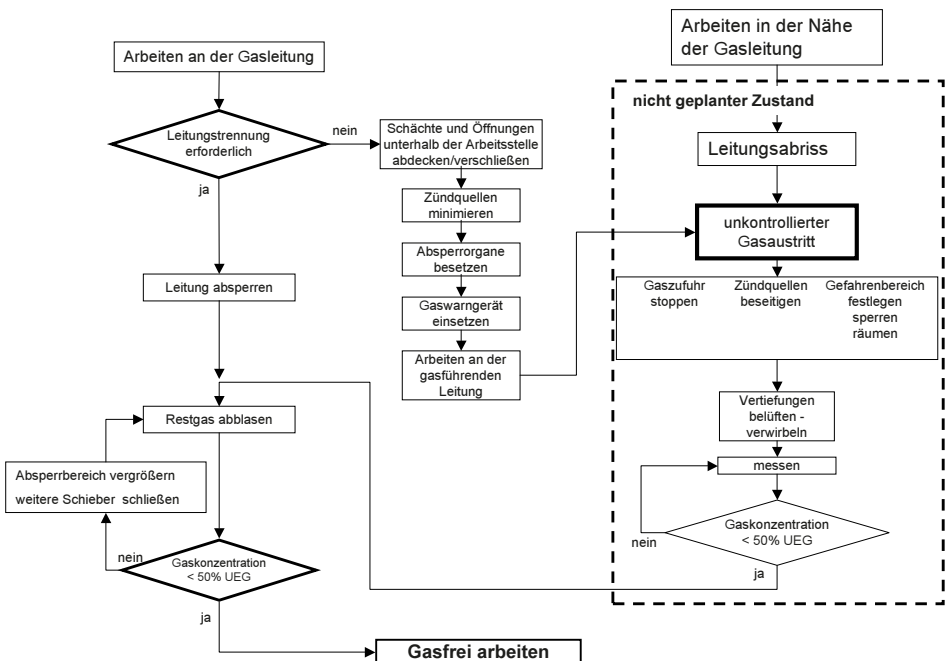 Arbeiten an der Gasleitung
Leitungstrennung
erforderlich
nein
ja
Schächte und Öffnungen
unterhalb der Arbeitsstelle
abdecken/verschließen
Zündquellen
minimieren
Absperrorgane
besetzen
Gaswarngerät
einsetzen
Arbeiten an der
gasführenden
Leitung
Leitung absperren
Restgas abblasen
Absperrbereich vergrößern
weitere Schieber schließen
nein
Gaskonzentration
< 50% UEG
ja
Gasfrei arbeiten
Arbeiten in der Nähe
der Gasleitung
nicht geplanter Zustand
Leitungsabriss
unkontrollierter
Gasaustritt
Gaszufuhr
stoppen
Zündquellen
beseitigen
Gefahrenbereich
festlegen
sperren
räumen
Vertiefungen
belüften -
verwirbeln
messen
Gaskonzentration
< 50% UEG
nein
ja